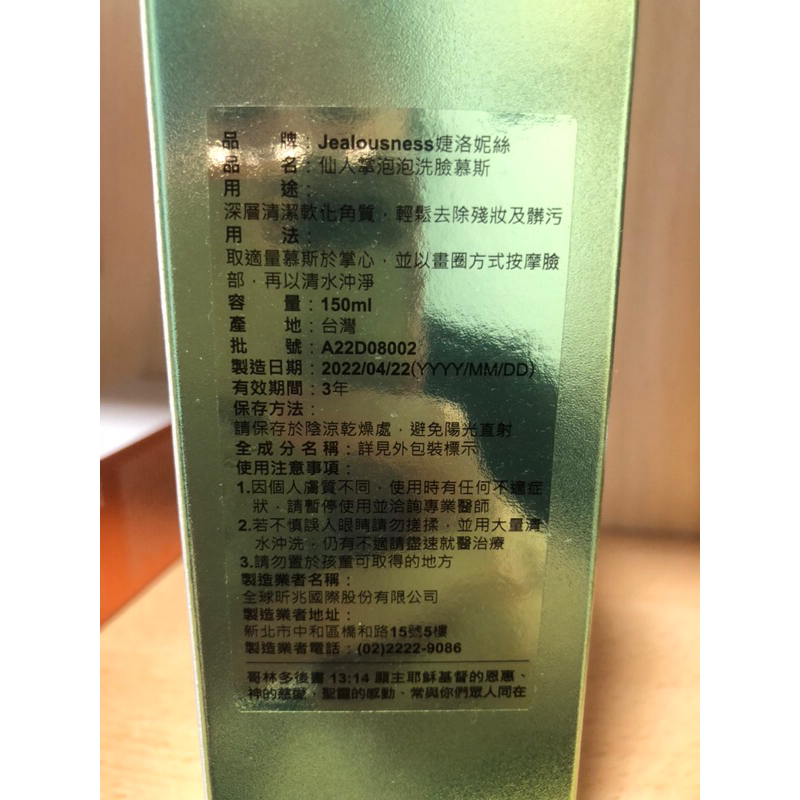 品　牌：Jealousness婕洛妮絲
品　名：仙人掌泡泡洗臉慕斯
用　途：
深層清潔軟化角質，輕鬆去除殘妝及髒污
用　法：
取適量慕斯於掌心，並以畫圈方式按摩臉
部，再以清水沖淨
容　量：150ml
產　地：台灣
批　號：A22D08002
製造日期：2022/04/22(YYYY/MM/DD)
有效期間：3年
保存方法：
請保存於陰涼乾燥處，避免陽光直射
全成分名稱：詳見外包裝標示
使用注意事項：
1.因個人膚質不同，使用時有任何不適症
狀，請暫停使用並洽詢專業醫師
2.若不慎誤入眼睛請勿搓揉，並用大量清
水沖洗，仍有不適請盡速就醫治療
3.請勿置於孩童可取得的地方
製造業者名稱：
全球昕兆國際股份有限公司
製造業者地址：
新北市中和區橋和路15號5樓
製造業者電話：(02)2222-9086
哥林多後書 13:14 願主耶穌基督的恩惠、
神的慈愛，聖靈的感動、常與你們眾人同在